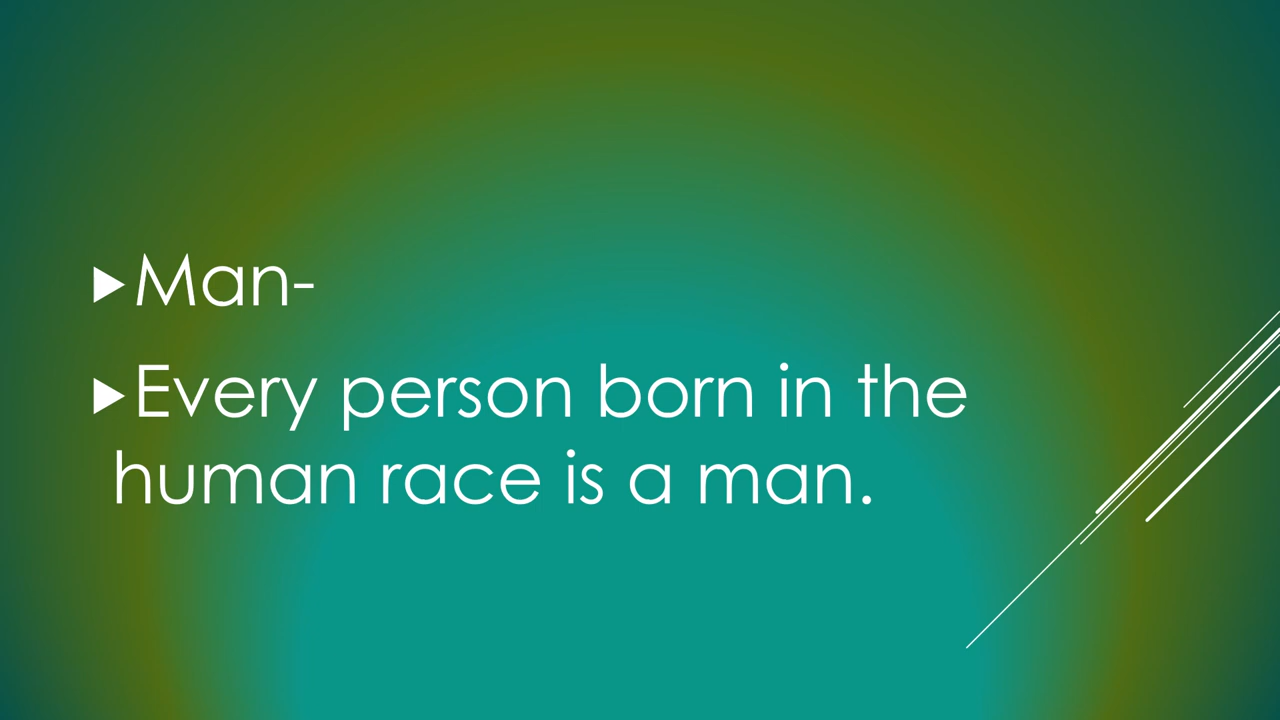 ▶Man-
▶Every person born in the
human race is a man.